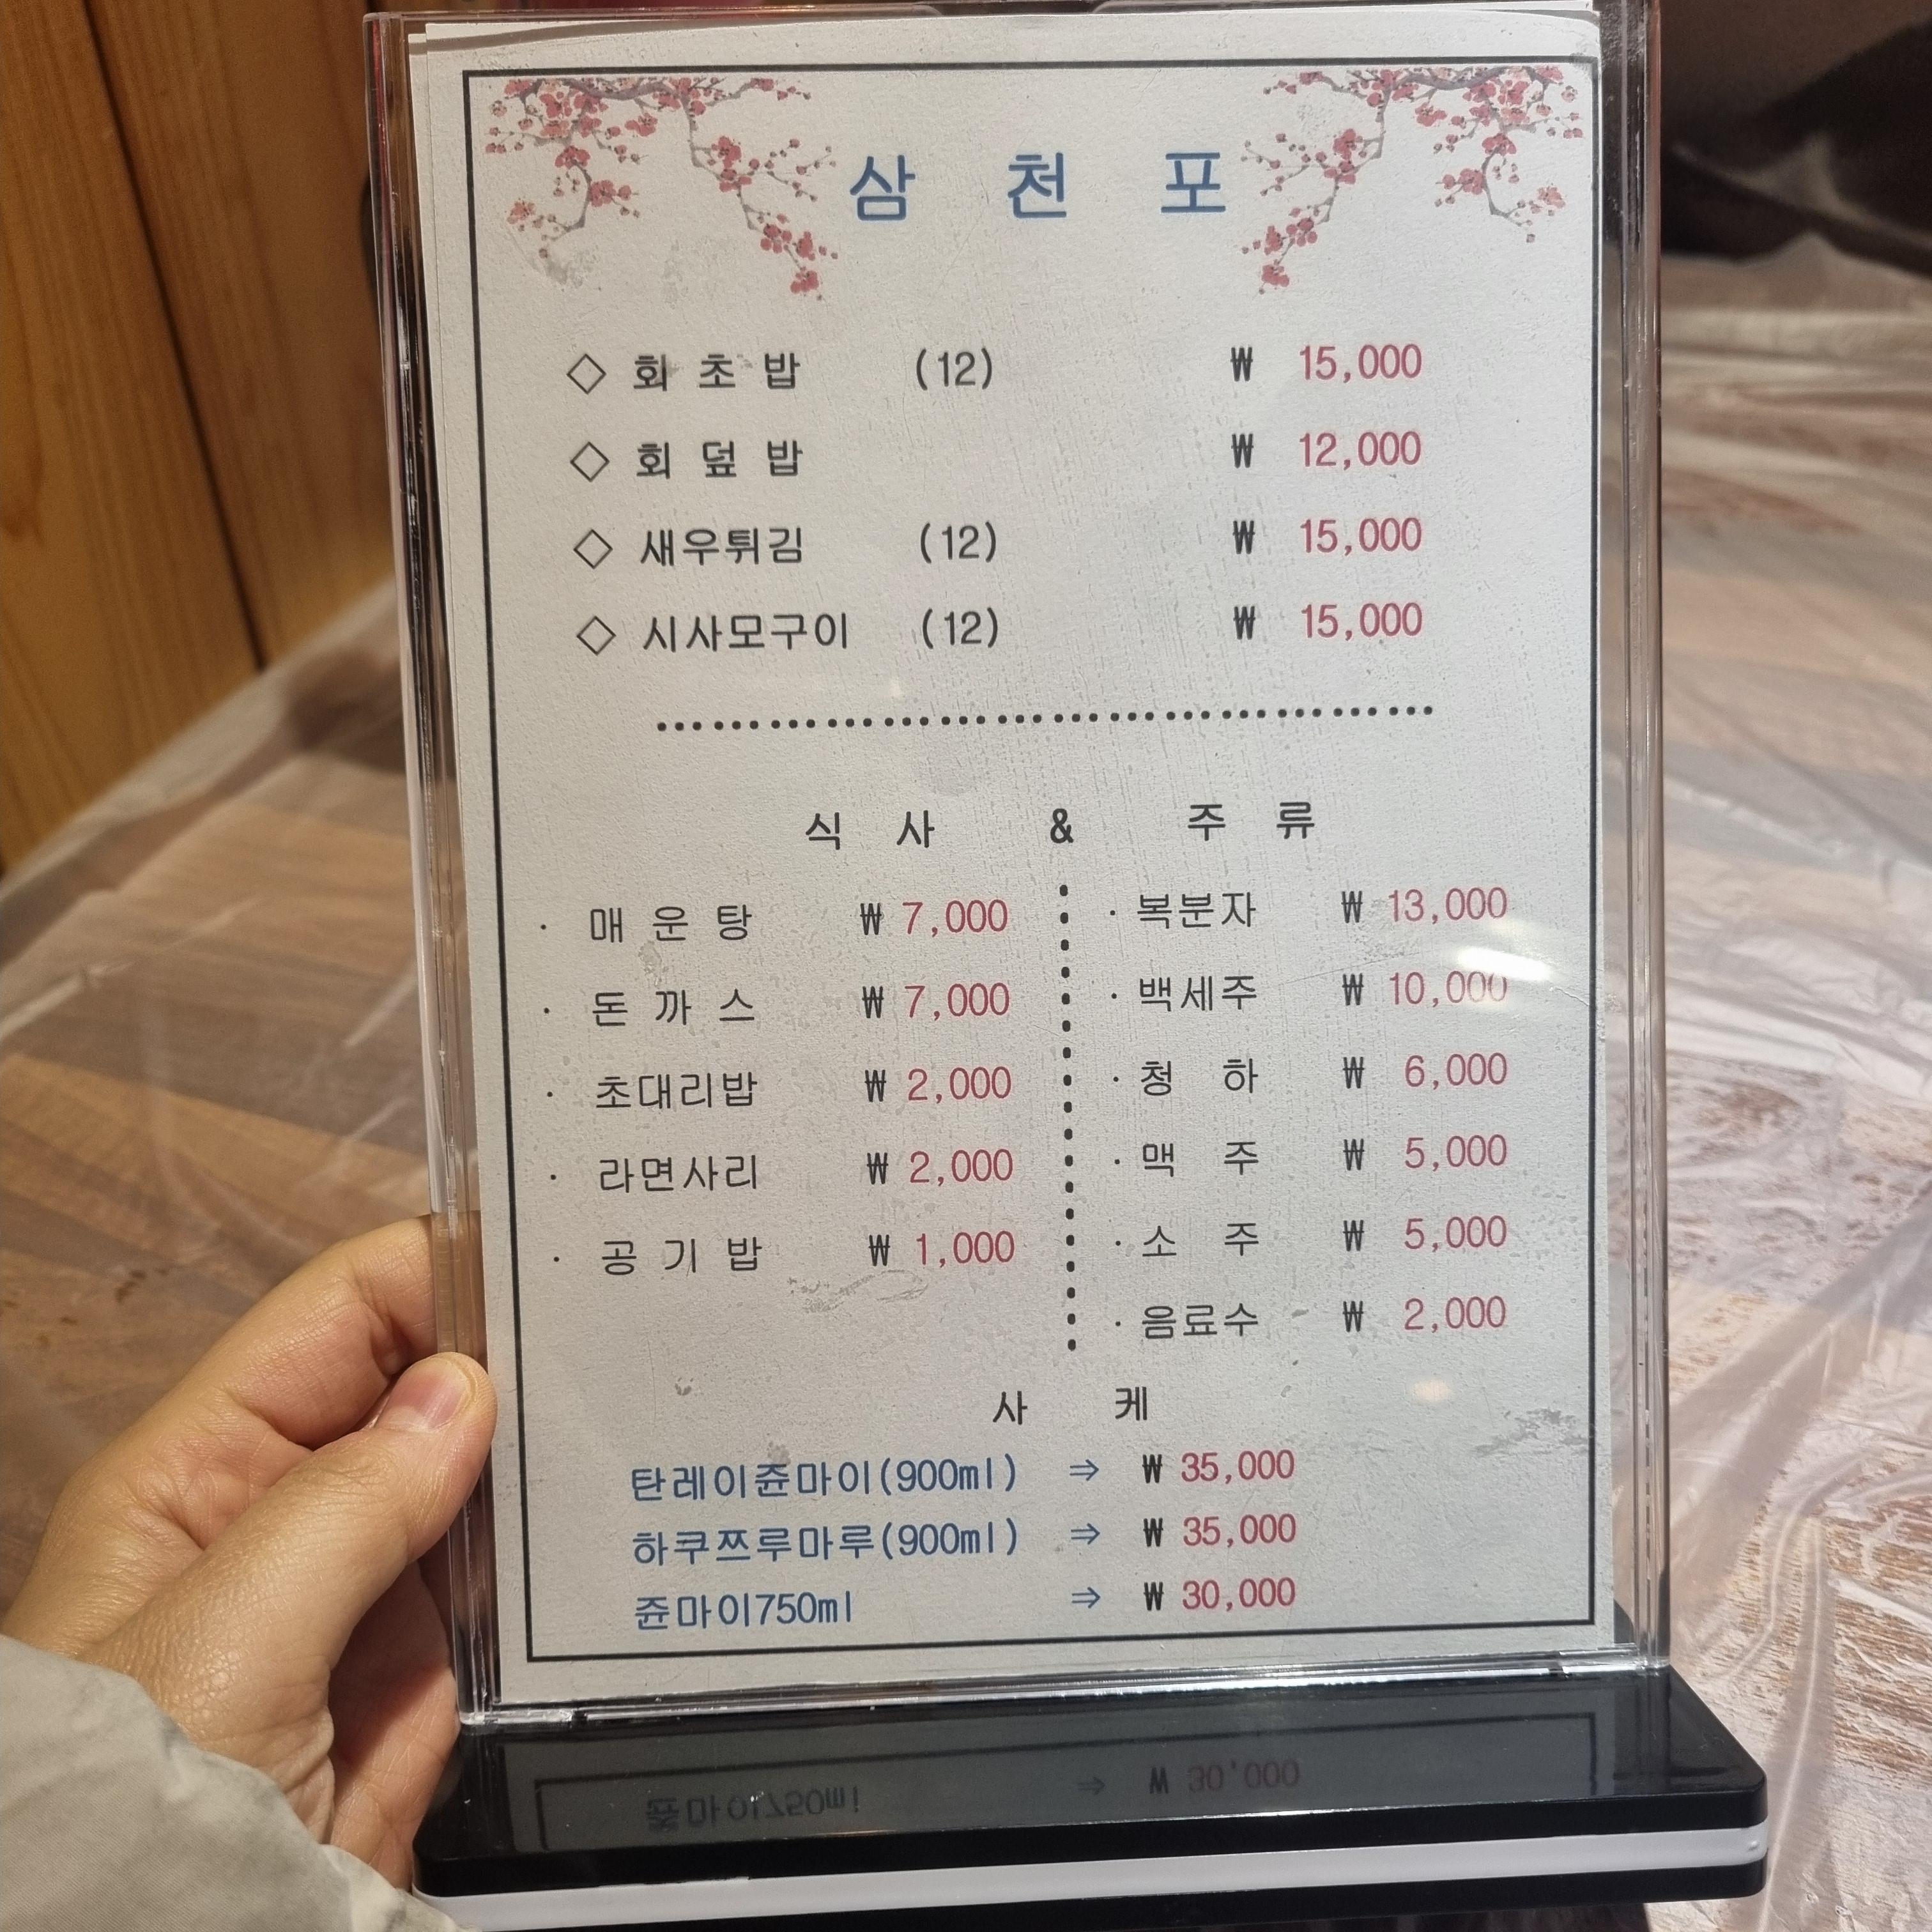 삼 천 포
◇ 회 초 밥 (12) ₩ 15,000
◇ 회 덮 밥 ₩ 12,000
◇ 새우튀김 (12) ₩ 15,000
◇ 시사모구이 (12) ₩ 15,000
식 사 & 주 류
· 매 운 탕 ₩ 7,000
· 돈 까 스 ₩ 7,000
· 초대리밥 ₩ 2,000
· 라면사리 ₩ 2,000
· 공 기 밥 ₩ 1,000
· 복분자 ₩ 13,000
· 백세주 ₩ 10,000
· 청 하 ₩ 6,000
· 맥 주 ₩ 5,000
· 소 주 ₩ 5,000
· 음료수 ₩ 2,000
사 케
탄레이쥰마이(900ml) ⇒ ₩ 35,000
하쿠쯔루마루(900ml) ⇒ ₩ 35,000
쥰마이750ml ⇒ ₩ 30,000